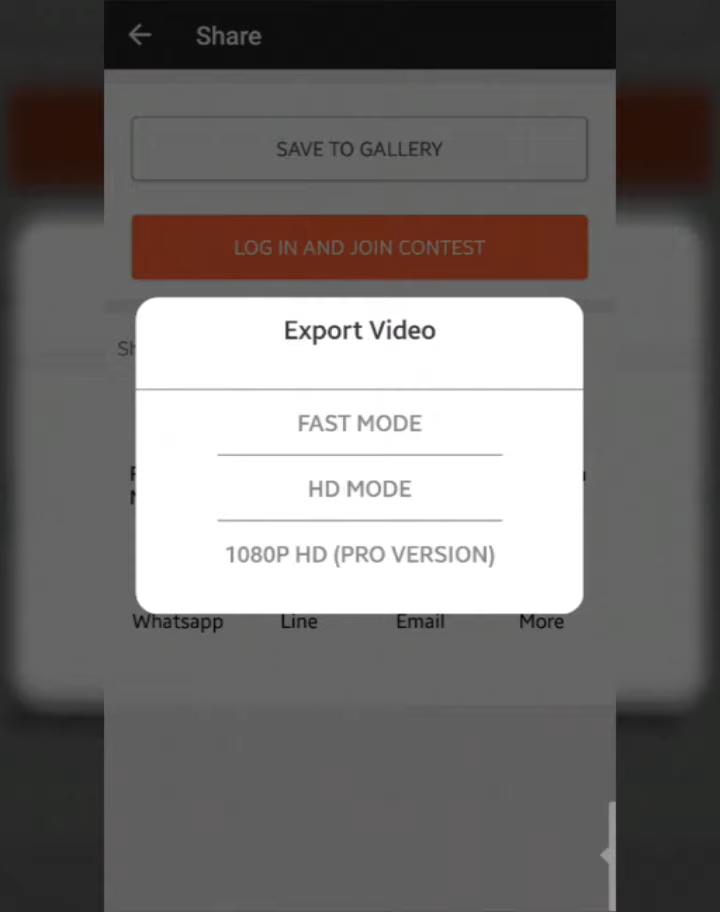 Share
SAVE TO GALLERY
LOG IN AND JOIN CONTEST
Export Video
FAST MODE
HD MODE
1080P HD (PRO VERSION)
Whatsapp Line Email More